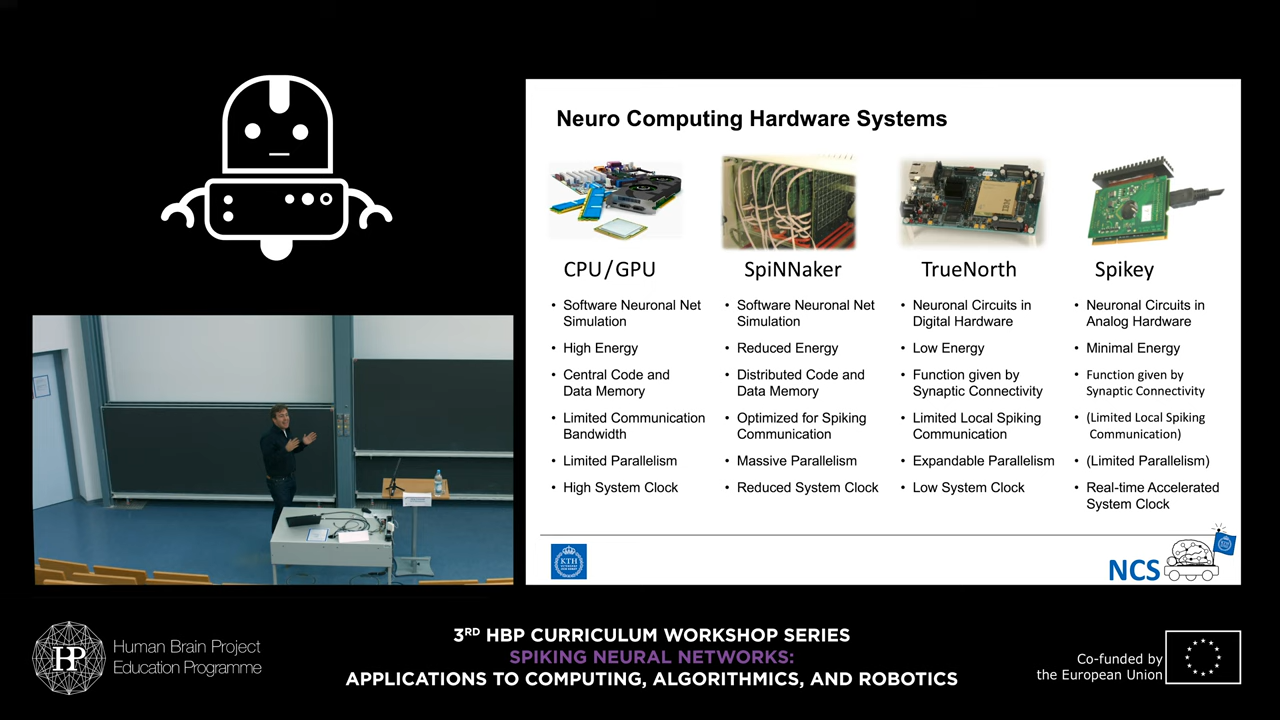 Neuro Computing Hardware Systems
CPU/GPU
• Software Neuronal Net
Simulation
• High Energy
• Central Code and
Data Memory
• Limited Communication
Bandwidth
• Limited Parallelism
• High System Clock
SpiNNaker
• Software Neuronal Net
Simulation
• Reduced Energy
• Distributed Code and
Data Memory
• Optimized for Spiking
Communication
• Massive Parallelism
• Reduced System Clock
TrueNorth
• Neuronal Circuits in
Digital Hardware
• Low Energy
• Function given by
Synaptic Connectivity
• Limited Local Spiking
Communication
• Expandable Parallelism
• Low System Clock
Spikey
• Neuronal Circuits in
Analog Hardware
• Minimal Energy
• Function given by
Synaptic Connectivity
• (Limited Local Spiking
Communication)
• (Limited Parallelism)
• Real-time Accelerated
System Clock
KTH
NCS
HP
Human Brain Project
Education Programme
3RD HBP CURRICULUM WORKSHOP SERIES
SPIKING NEURAL NETWORKS:
APPLICATIONS TO COMPUTING, ALGORITHMICS, AND ROBOTICS
Co-funded by
the European Union